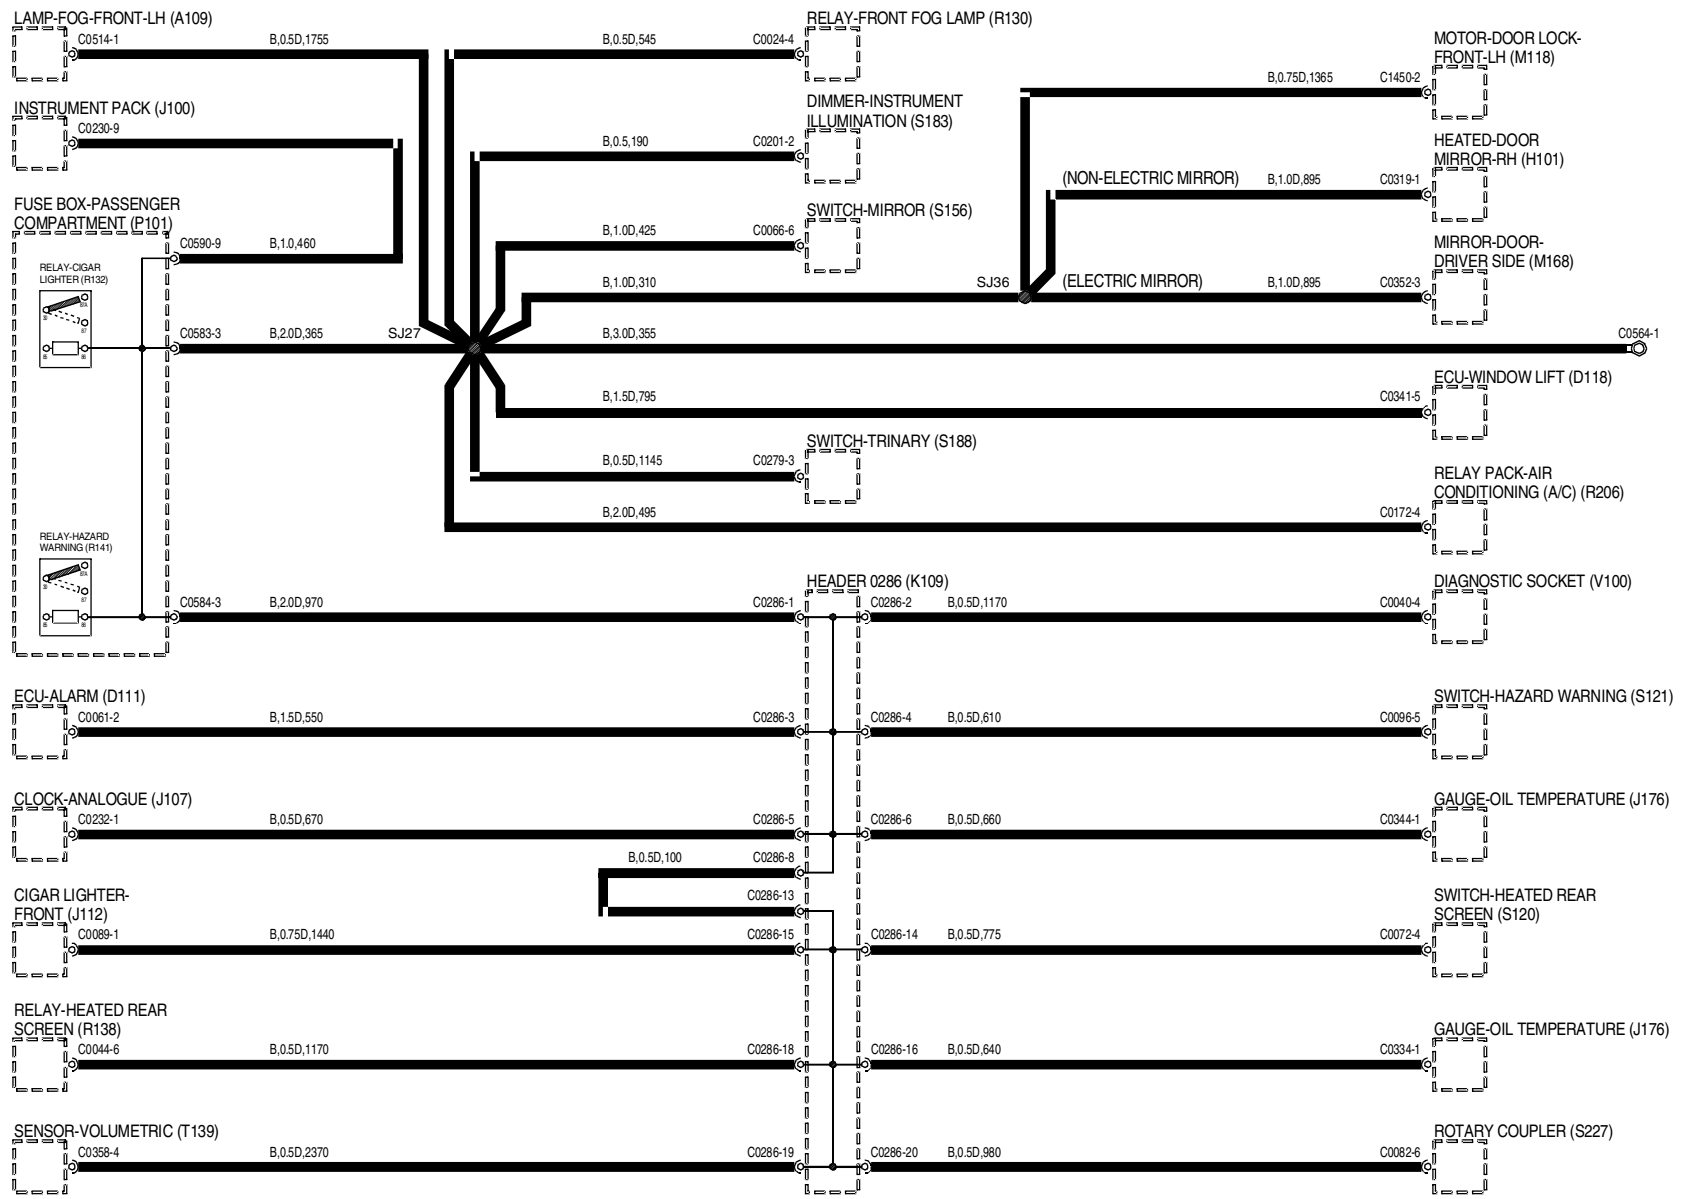 LAMP-FOG-FRONT-LH (A109)
C0514-1
B,0.5D,1755
INSTRUMENT PACK (J100)
C0230-9
FUSE BOX-PASSENGER
COMPARTMENT (P101)
C0590-9
B,1.0,460
RELAY-CIGAR
LIGHTER (R132)
87A
87
30
85
86
C0583-3
B,2.0D,365
SJ27
RELAY-HAZARD
WARNING (R141)
87A
87
30
85
86
C0584-3
B,2.0D,970
RELAY-FRONT FOG LAMP (R130)
B,0.5D,545
C0024-4
DIMMER-INSTRUMENT
ILLUMINATION (S183)
B,0.5,190
C0201-2
SWITCH-MIRROR (S156)
B,1.0D,425
C0066-6
B,1.0D,310
SJ36
MOTOR-DOOR LOCK-
FRONT-LH (M118)
B,0.75D,1365
C1450-2
HEATED-DOOR
MIRROR-RH (H101)
(NON-ELECTRIC MIRROR)
B,1.0D,895
C0319-1
MIRROR-DOOR-
DRIVER SIDE (M168)
(ELECTRIC MIRROR)
B,1.0D,895
C0352-3
B,3.0D,355
C0564-1
ECU-WINDOW LIFT (D118)
B,1.5D,795
C0341-5
SWITCH-TRINARY (S188)
B,0.5D,1145
C0279-3
RELAY PACK-AIR
CONDITIONING (A/C) (R206)
B,2.0D,495
C0172-4
HEADER 0286 (K109)
C0286-1
C0286-2
B,0.5D,1170
DIAGNOSTIC SOCKET (V100)
C0040-4
ECU-ALARM (D111)
C0061-2
B,1.5D,550
C0286-3
C0286-4
B,0.5D,610
SWITCH-HAZARD WARNING (S121)
C0096-5
CLOCK-ANALOGUE (J107)
C0232-1
B,0.5D,670
C0286-5
C0286-6
B,0.5D,660
GAUGE-OIL TEMPERATURE (J176)
C0344-1
B,0.5D,100
C0286-8
C0286-13
CIGAR LIGHTER-
FRONT (J112)
C0089-1
B,0.75D,1440
C0286-15
C0286-14
B,0.5D,775
SWITCH-HEATED REAR
SCREEN (S120)
C0072-4
RELAY-HEATED REAR
SCREEN (R138)
C0044-6
B,0.5D,1170
C0286-18
C0286-16
B,0.5D,640
GAUGE-OIL TEMPERATURE (J176)
C0334-1
SENSOR-VOLUMETRIC (T139)
C0358-4
B,0.5D,2370
C0286-19
C0286-20
B,0.5D,980
ROTARY COUPLER (S227)
C0082-6